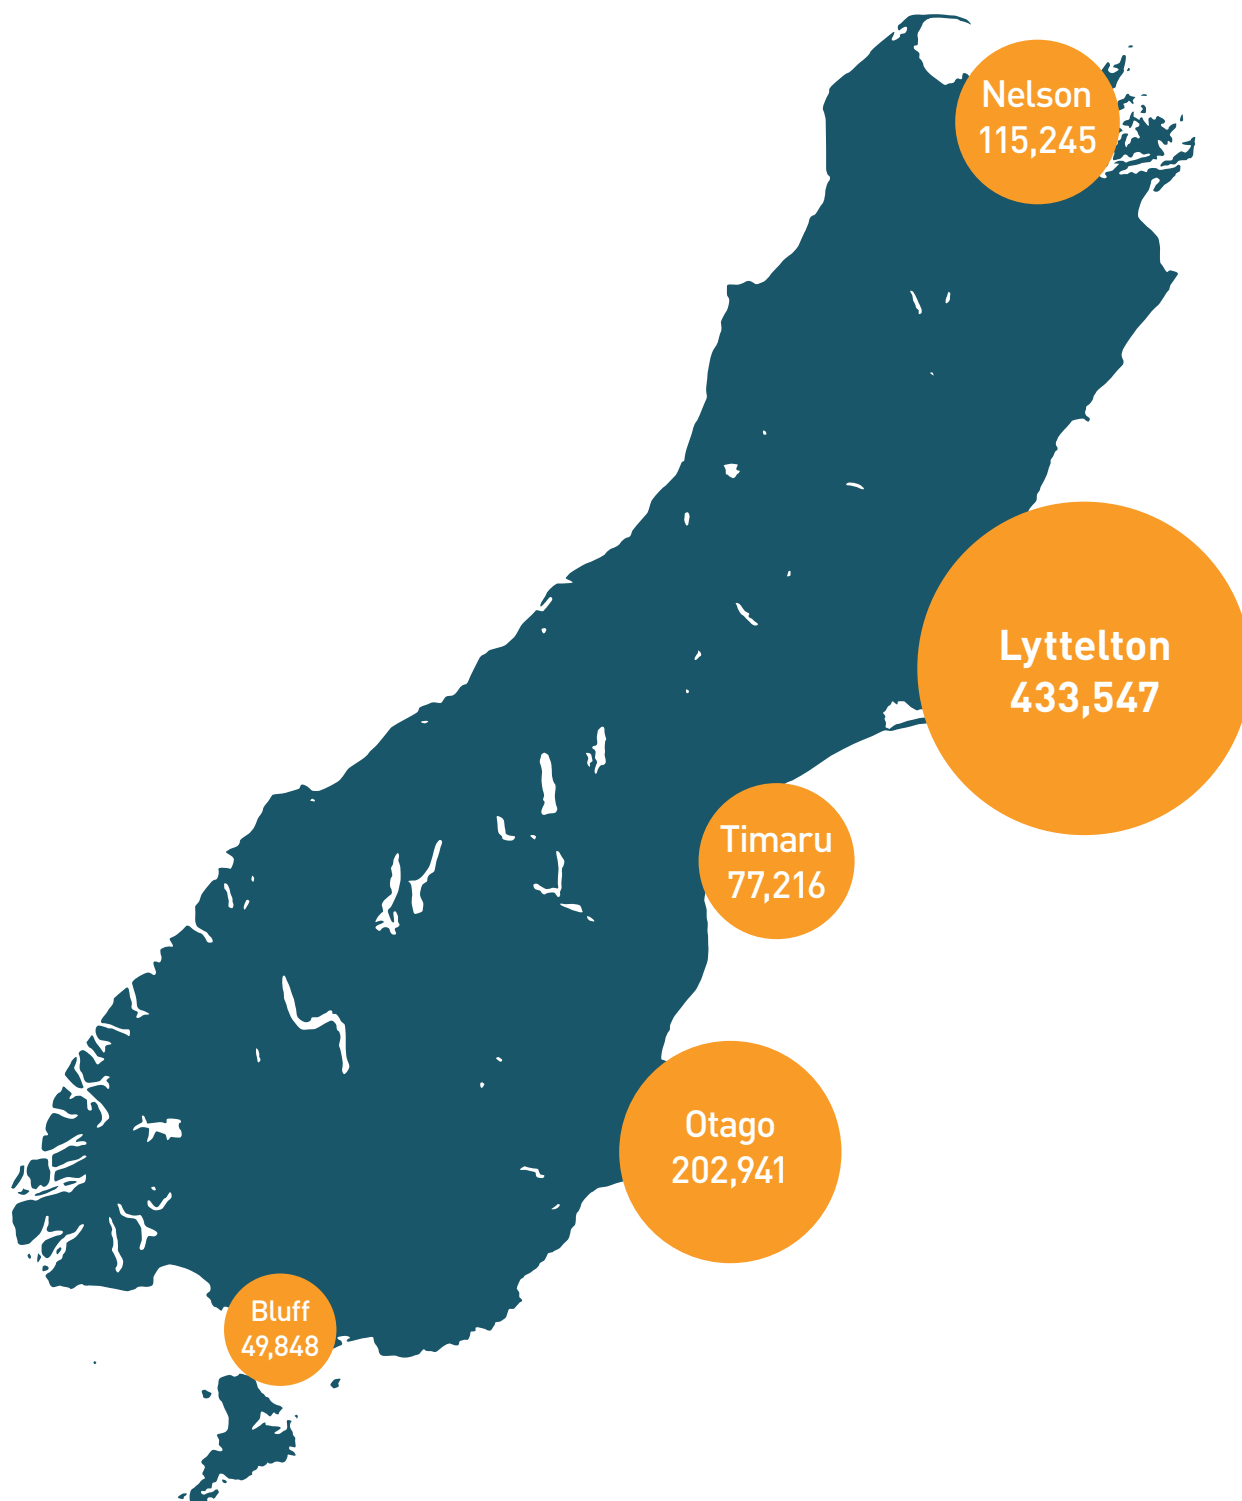 Nelson
115,245
Lyttelton
433,547
Timaru
77,216
Otago
202,941
Bluff
49,848